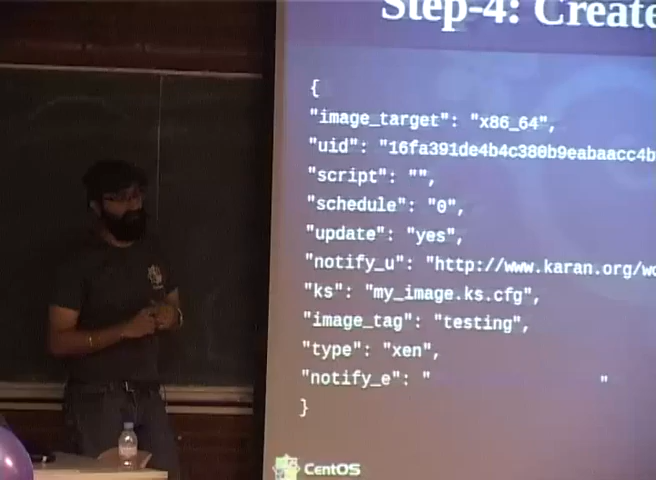 Step-4: Create
{
"image_target": "x86_64",
"uid": "16fa391de4b4c380b9eabaacc4b
"script": "",
"schedule": "0",
"update": "yes",
"notify_u": "http://www.karan.org/wo
"ks": "my_image.ks.cfg",
"image_tag": "testing",
"type": "xen",
"notify_e": " "
}
CentOS